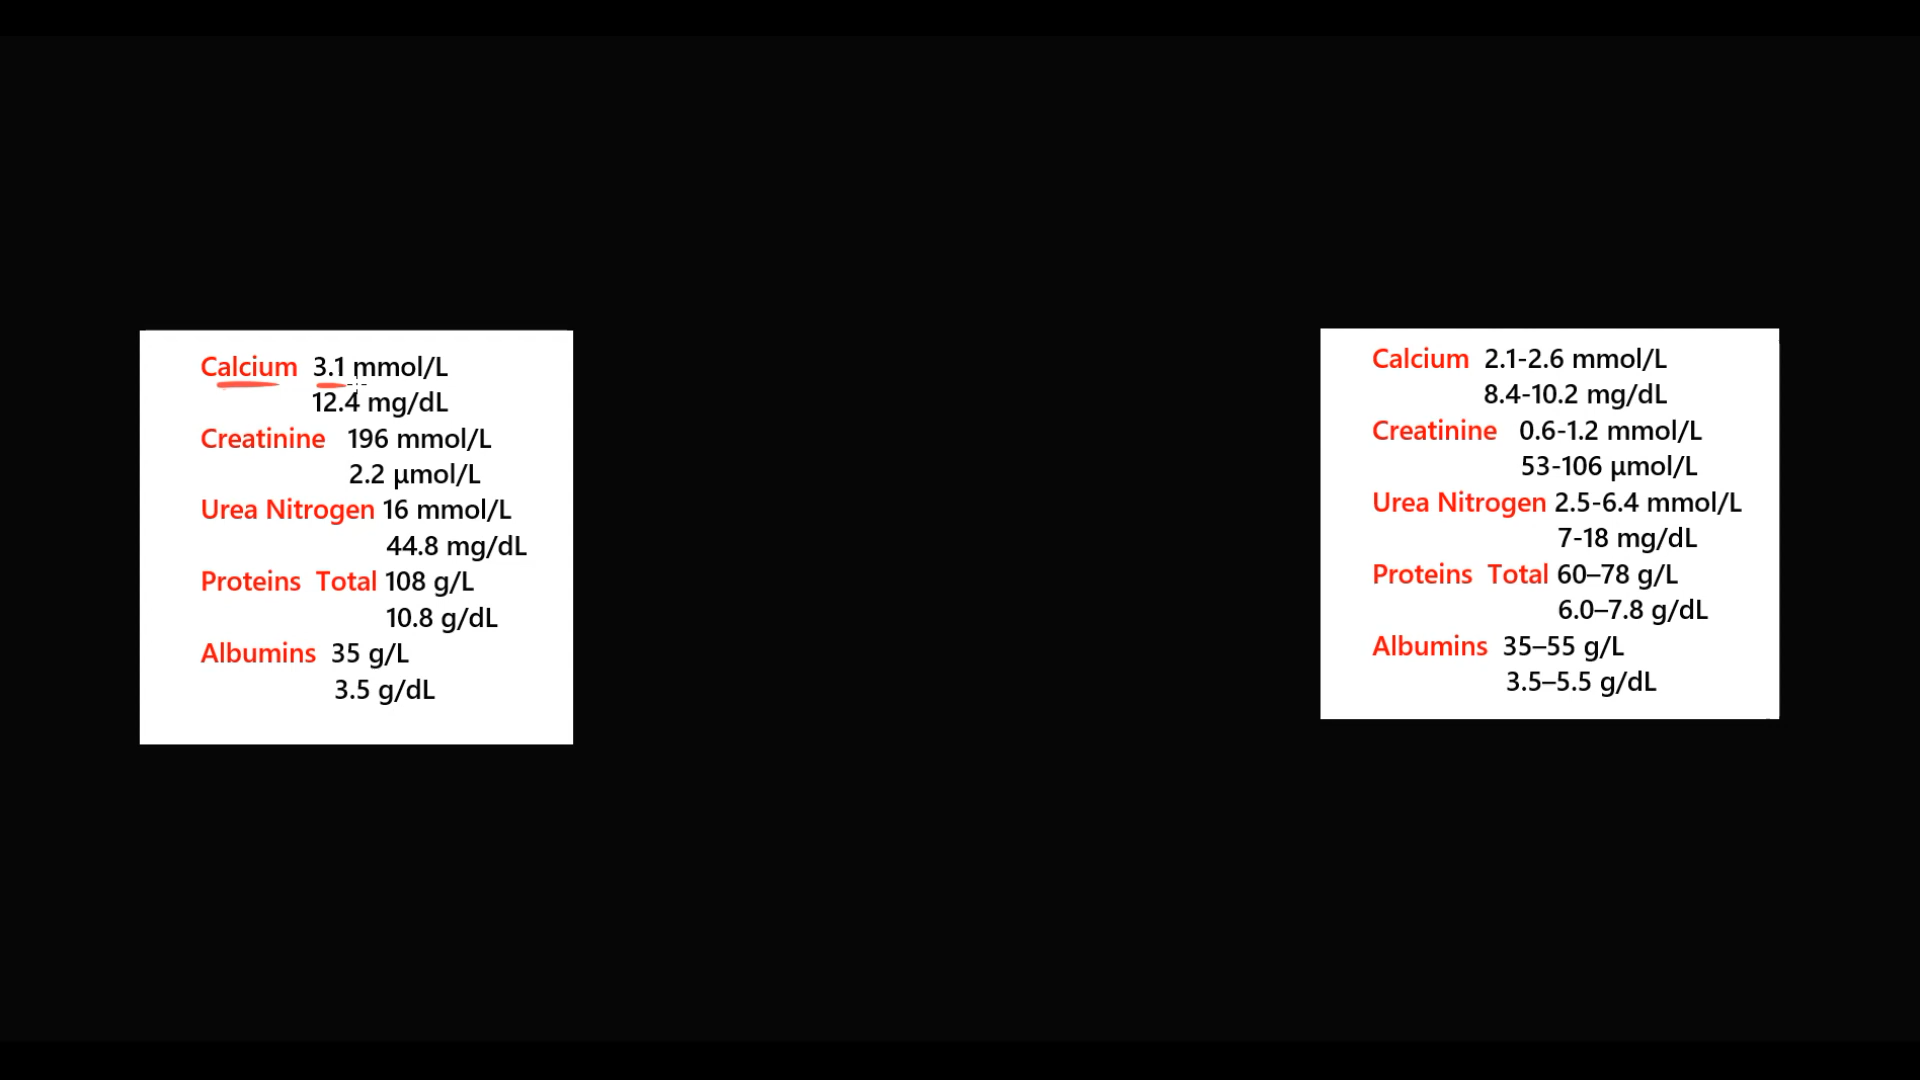 Calcium 3.1 mmol/L
12.4 mg/dL
Creatinine 196 mmol/L
2.2 µmol/L
Urea Nitrogen 16 mmol/L
44.8 mg/dL
Proteins Total 108 g/L
10.8 g/dL
Albumins 35 g/L
3.5 g/dL
Calcium 2.1-2.6 mmol/L
8.4-10.2 mg/dL
Creatinine 0.6-1.2 mmol/L
53-106 µmol/L
Urea Nitrogen 2.5-6.4 mmol/L
7-18 mg/dL
Proteins Total 60–78 g/L
6.0–7.8 g/dL
Albumins 35–55 g/L
3.5–5.5 g/dL